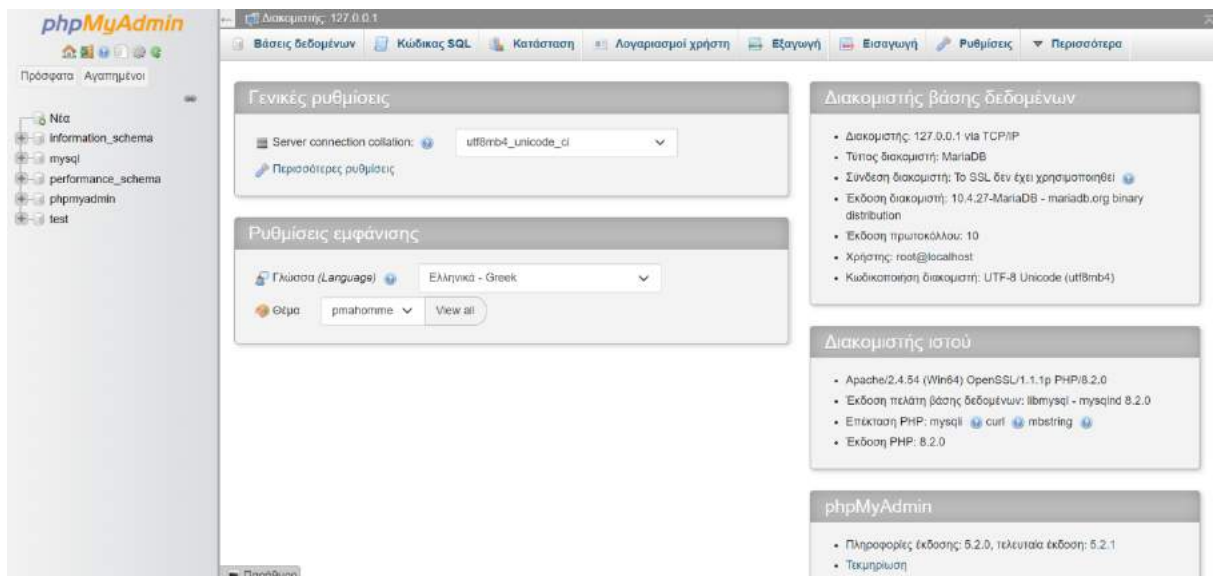 phpMyAdmin
Πρόσφατα Αγαπημένοι
Νέα
information_schema
mysql
performance_schema
phpmyadmin
test
Διακομιστής: 127.0.0.1
Βάσεις δεδομένων Κώδικας SQL Κατάσταση Λογαριασμοί χρήστη Εξαγωγή Εισαγωγή Ρυθμίσεις Περισσότερα
Γενικές ρυθμίσεις
Server connection collation: utf8mb4_unicode_ci
Περισσότερες ρυθμίσεις
Ρυθμίσεις εμφάνισης
Γλώσσα (Language) Ελληνικά - Greek
Θέμα pmahomme View all
Διακομιστής βάσης δεδομένων
• Διακομιστής: 127.0.0.1 via TCP/IP
• Τύπος διακομιστή: MariaDB
• Σύνδεση διακομιστή: Το SSL δεν έχει χρησιμοποιηθεί
• Έκδοση διακομιστή: 10.4.27-MariaDB - mariadb.org binary
distribution
• Έκδοση πρωτοκόλλου: 10
• Χρήστης: root@localhost
• Κωδικοποίηση διακομιστή: UTF-8 Unicode (utf8mb4)
Διακομιστής ιστού
• Apache/2.4.54 (Win64) OpenSSL/1.1.1p PHP/8.2.0
• Έκδοση πελάτη βάσης δεδομένων: libmysql - mysqlnd 8.2.0
• Επέκταση PHP: mysqli curl mbstring
• Έκδοση PHP: 8.2.0
phpMyAdmin
• Πληροφορίες έκδοσης: 5.2.0, τελευταία έκδοση: 5.2.1
• Τεκμηρίωση